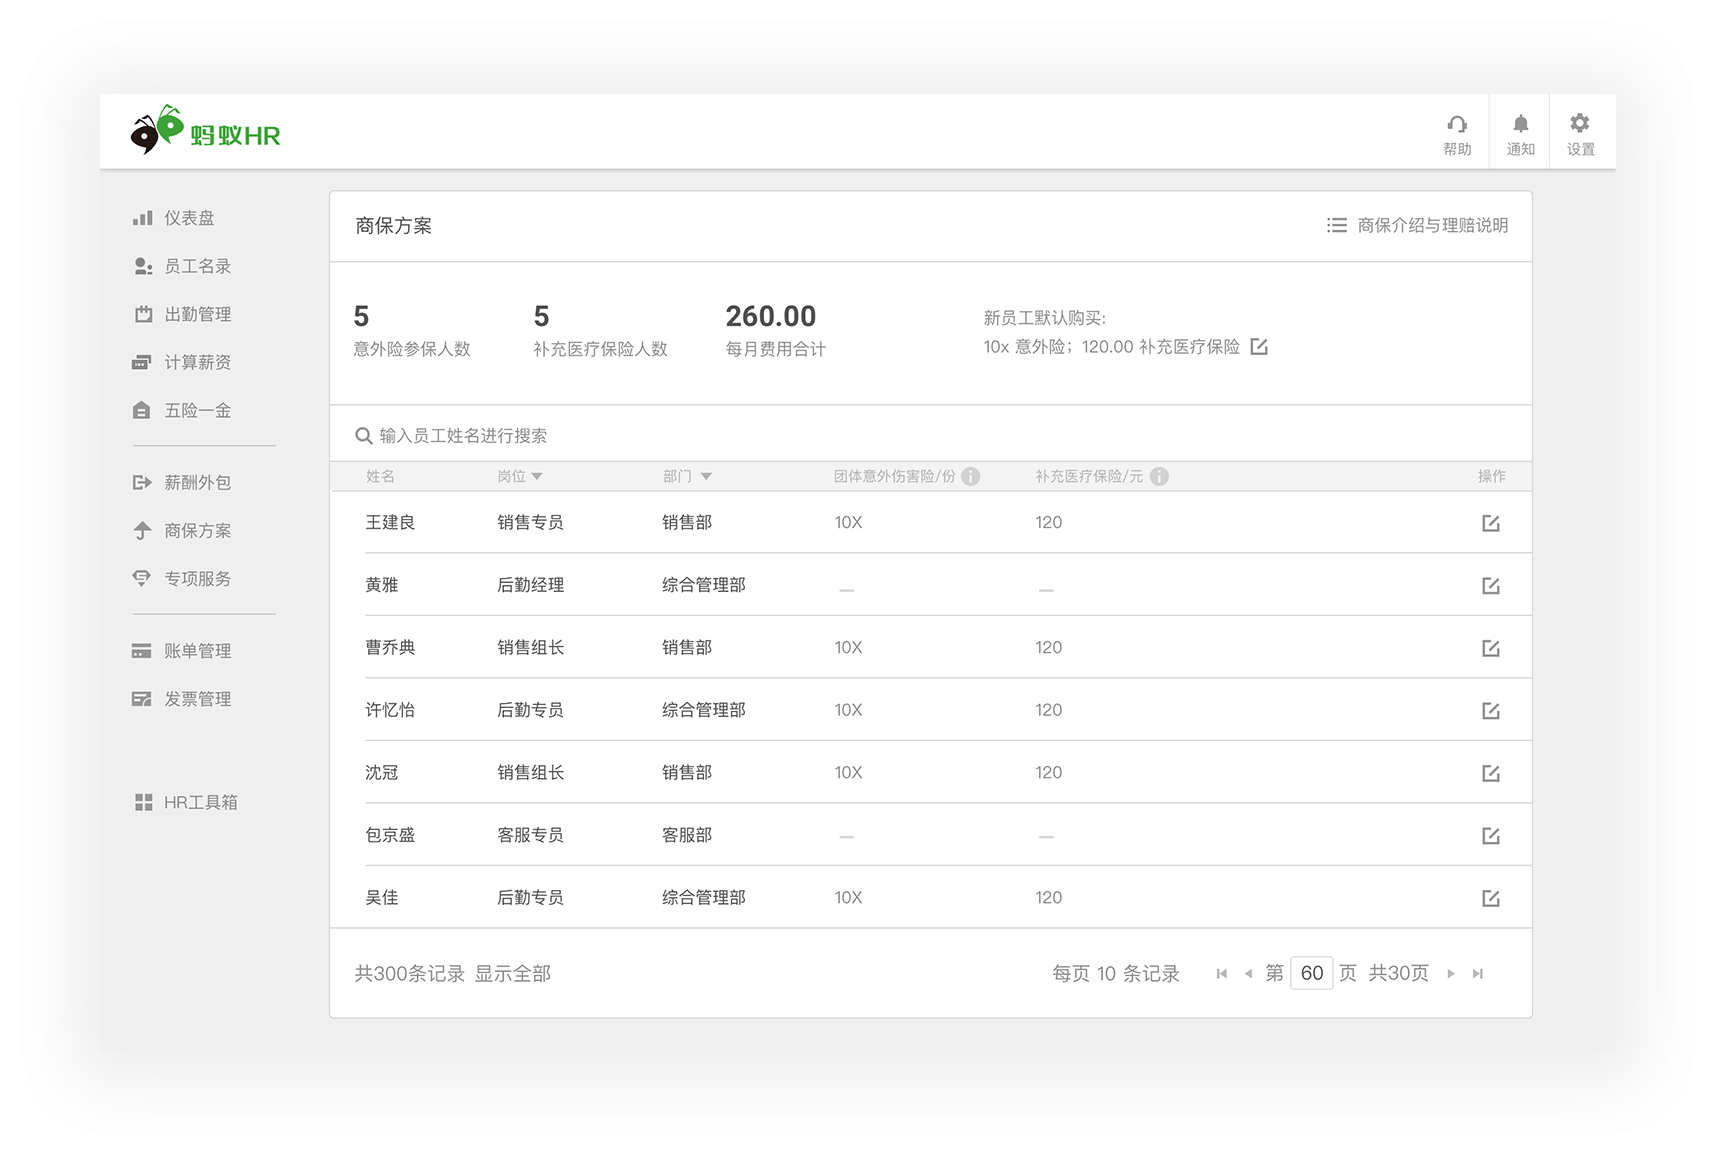 蚂蚁HR
帮助 通知 设置
仪表盘
员工名录
出勤管理
计算薪资
五险一金
薪酬外包
商保方案
专项服务
账单管理
发票管理
HR工具箱
商保方案 商保介绍与理赔说明
5 5 260.00
意外险参保人数 补充医疗保险人数 每月费用合计
新员工默认购买:
10x 意外险；120.00 补充医疗保险
输入员工姓名进行搜索
姓名 岗位 部门 团体意外伤害险/份 补充医疗保险/元 操作
王建良 销售专员 销售部 10X 120
黄雅 后勤经理 综合管理部 — —
曹乔典 销售组长 销售部 10X 120
许忆怡 后勤专员 综合管理部 10X 120
沈冠 销售组长 销售部 10X 120
包京盛 客服专员 客服部 — —
吴佳 后勤专员 综合管理部 10X 120
共300条记录 显示全部 每页 10 条记录 第 60 页 共30页